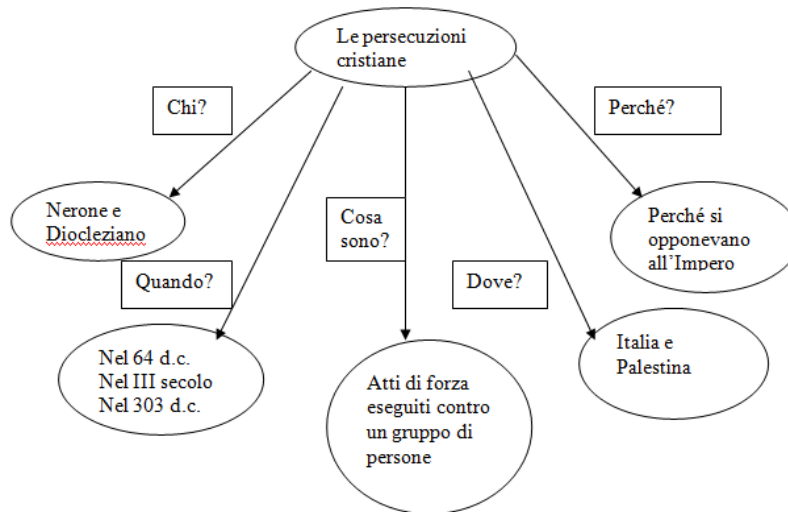 Le persecuzioni
cristiane
Chi?
Perché?
Nerone e
Diocleziano
Cosa
sono?
Perché si
opponevano
all'Impero
Quando?
Dove?
Nel 64 d.c.
Nel III secolo
Nel 303 d.c.
Atti di forza
eseguiti contro
un gruppo di
persone
Italia e
Palestina